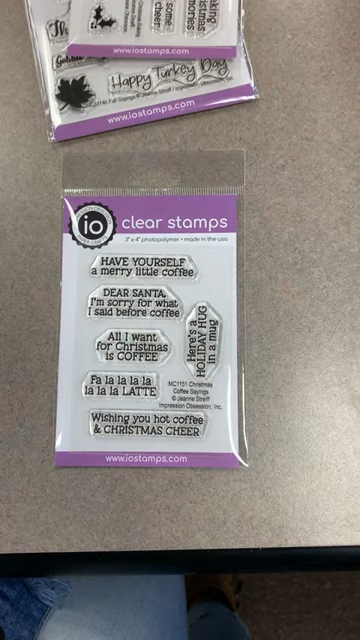 some
cheer
www.iostamps.com
Happy Turkey Day
www.iostamps.com
io
clear stamps
3" x 4" photopolymer • made in the usa
HAVE YOURSELF
a merry little coffee
DEAR SANTA,
I'm sorry for what
I said before coffee
All I want
for Christmas
is COFFEE
Here's a
HOLIDAY HUG
in a mug
Fa la la la la
la la la LATTE
MC1151 Christmas
Coffee Sayings
© Jeanne Streiff
Impression Obsession, Inc.
Wishing you hot coffee
& CHRISTMAS CHEER
www.iostamps.com